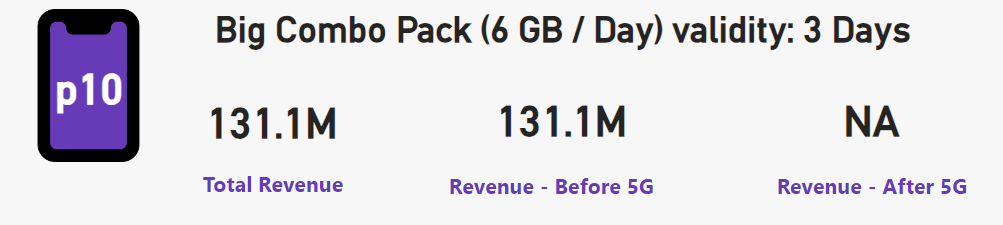 Big Combo Pack (6 GB / Day) validity: 3 Days
p10
131.1M
131.1M
NA
Total Revenue
Revenue - Before 5G
Revenue - After 5G